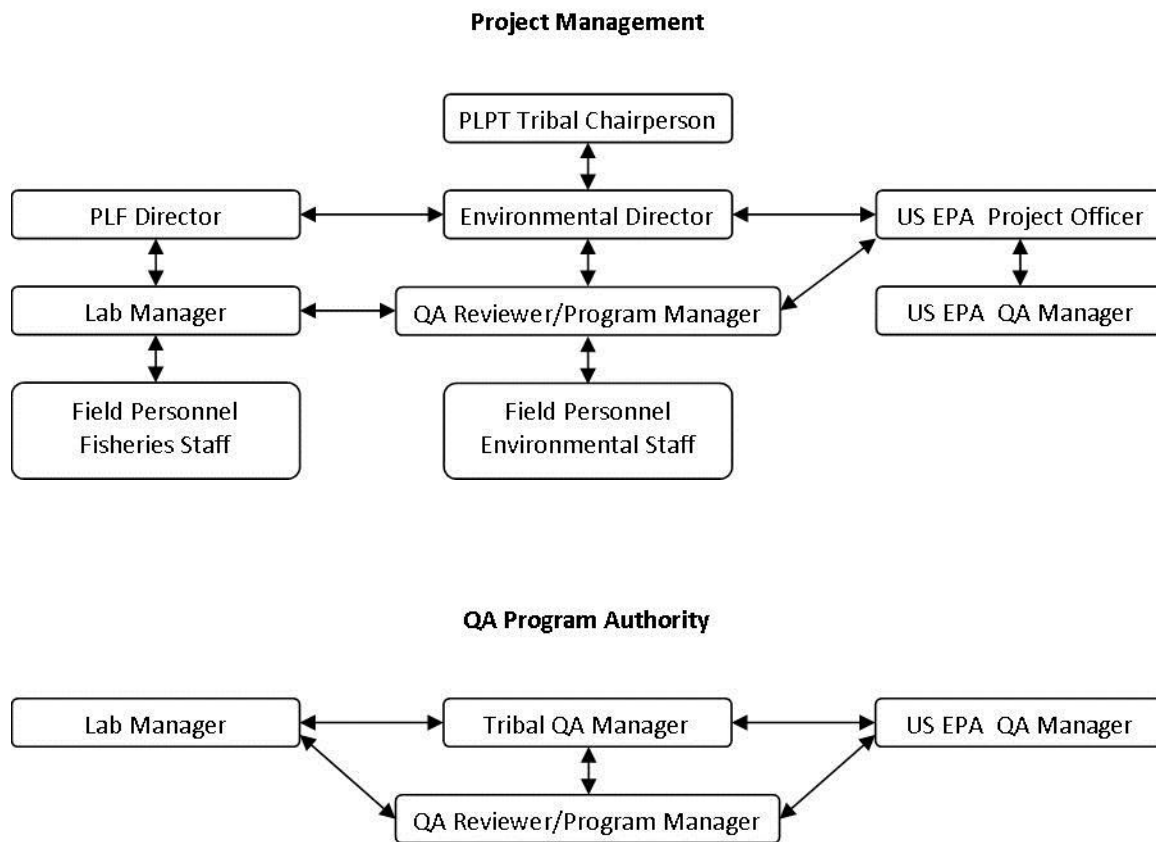 Project Management
PLPT Tribal Chairperson
PLF Director
Environmental Director
US EPA  Project Officer
Lab Manager
QA Reviewer/Program Manager
US EPA  QA Manager
Field Personnel
Fisheries Staff
Field Personnel
Environmental Staff
QA Program Authority
Lab Manager
Tribal QA Manager
US EPA  QA Manager
QA Reviewer/Program Manager